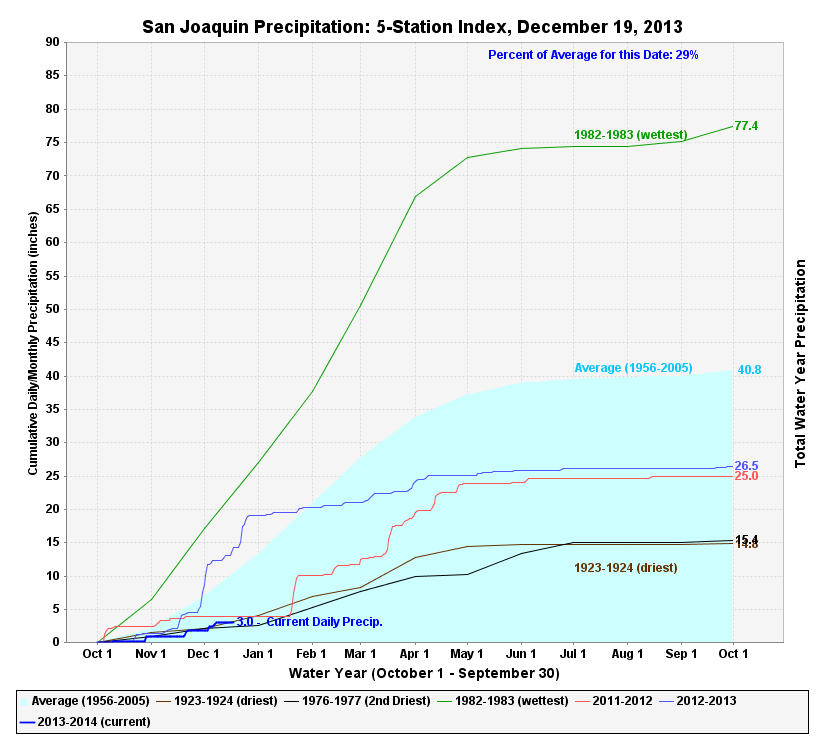 San Joaquin Precipitation: 5-Station Index, December 19, 2013
Percent of Average for this Date: 29%
Cumulative Daily/Monthly Precipitation (inches)
90
85
80
75
70
65
60
55
50
45
40
35
30
25
20
15
10
5
0
1982-1983 (wettest)
77.4
Average (1956-2005)
40.8
26.5
25.0
15.4
14.8
1923-1924 (driest)
3.0 - Current Daily Precip.
Total Water Year Precipitation
Oct 1 Nov 1 Dec 1 Jan 1 Feb 1 Mar 1 Apr 1 May 1 Jun 1 Jul 1 Aug 1 Sep 1 Oct 1
Water Year (October 1 - September 30)
Average (1956-2005) 1923-1924 (driest) 1976-1977 (2nd Driest) 1982-1983 (wettest) 2011-2012 2012-2013
2013-2014 (current)